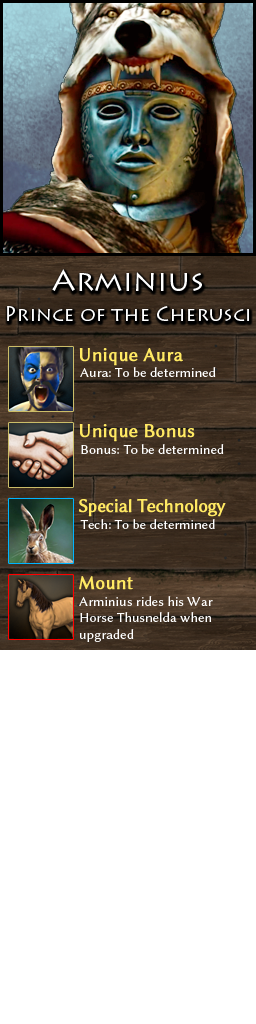 Arminius
Prince of the Cherusci
Unique Aura
Aura: To be determined
Unique Bonus
Bonus: To be determined
Special Technology
Tech: To be determined
Mount
Arminius rides his War
Horse Thusnelda when
upgraded